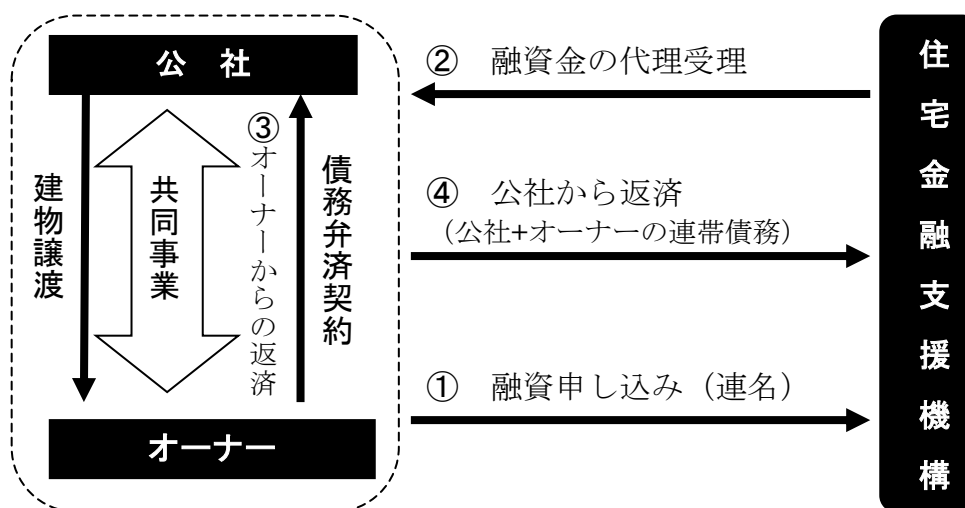 公 社
② 融資金の代理受理
建物譲渡
共同事業
③オーナーからの返済
債務弁済契約
④ 公社から返済
（公社+オーナーの連帯債務）
① 融資申し込み（連名）
オーナー
住宅金融支援機構